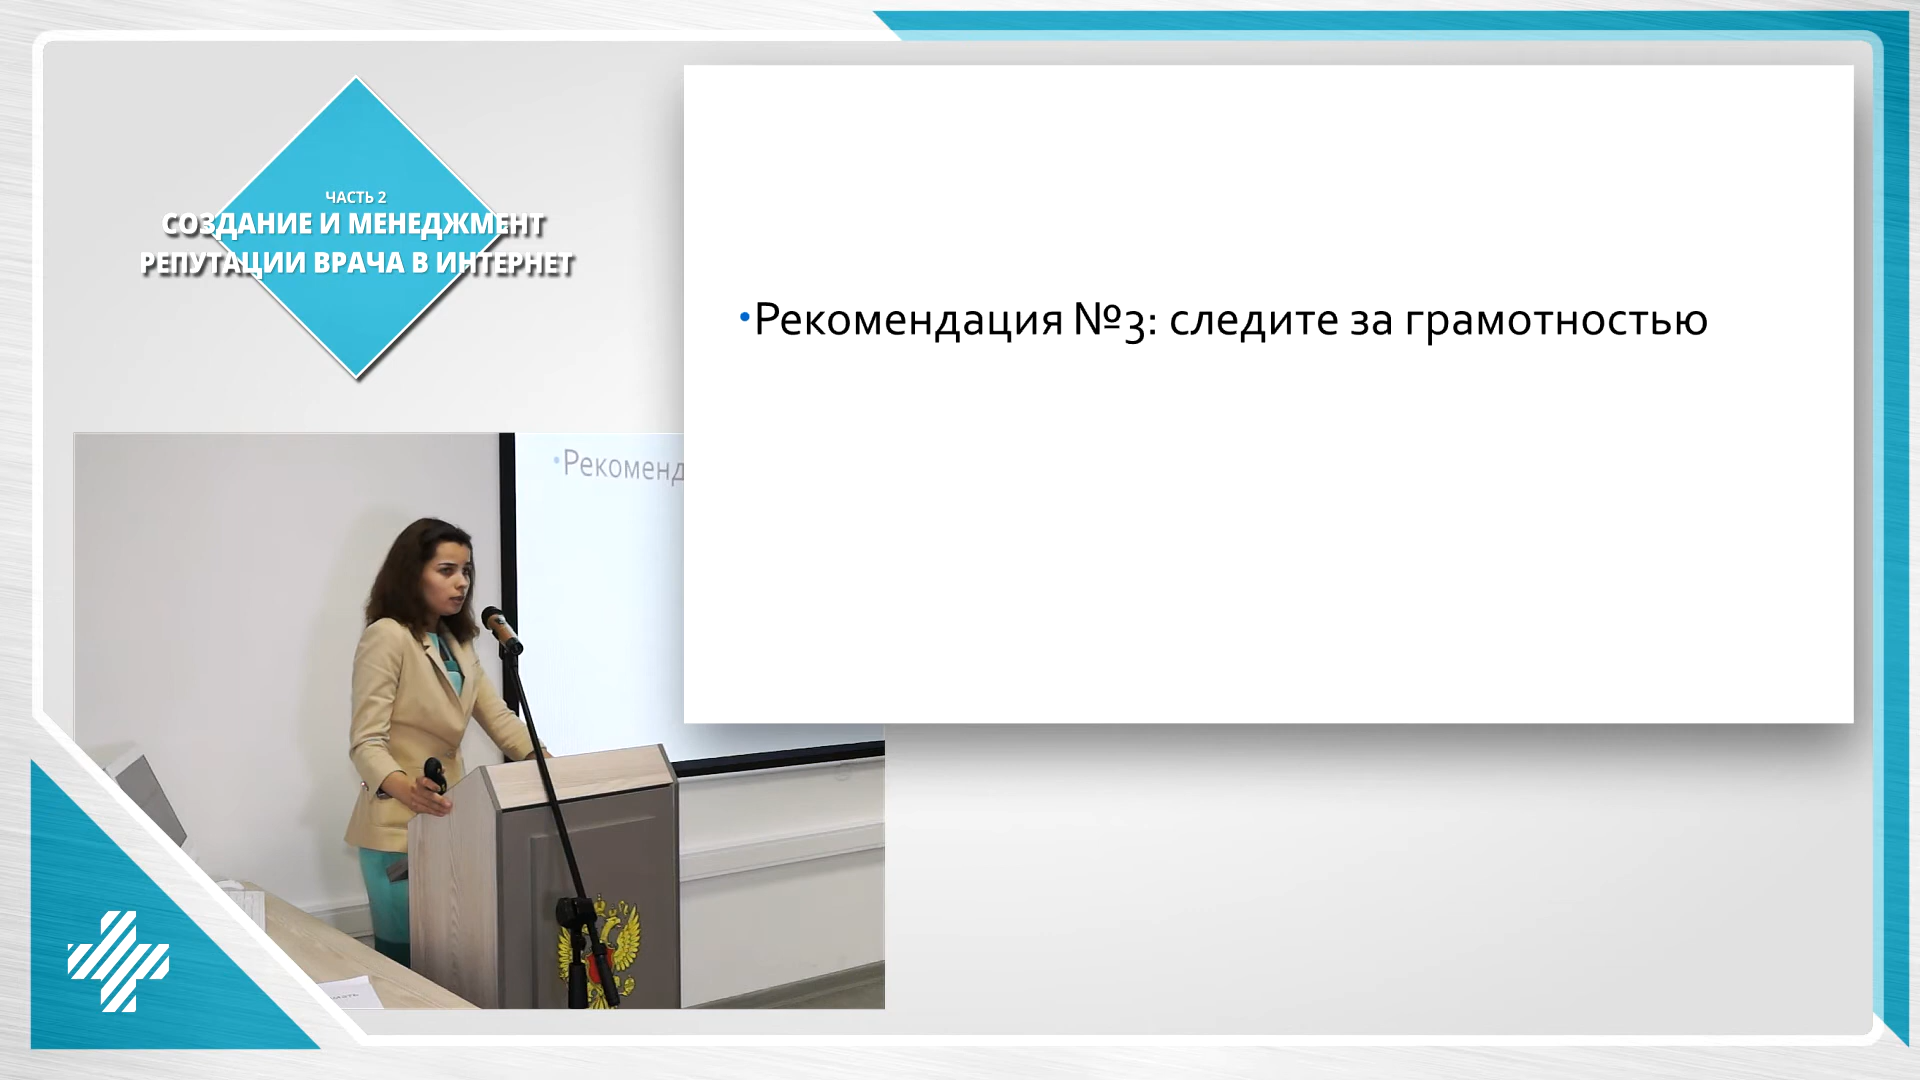 ЧАСТЬ 2
СОЗДАНИЕ И МЕНЕДЖМЕНТ
РЕПУТАЦИИ ВРАЧА В ИНТЕРНЕТ
•Рекомендация №3: следите за грамотностью
•Рекоменд